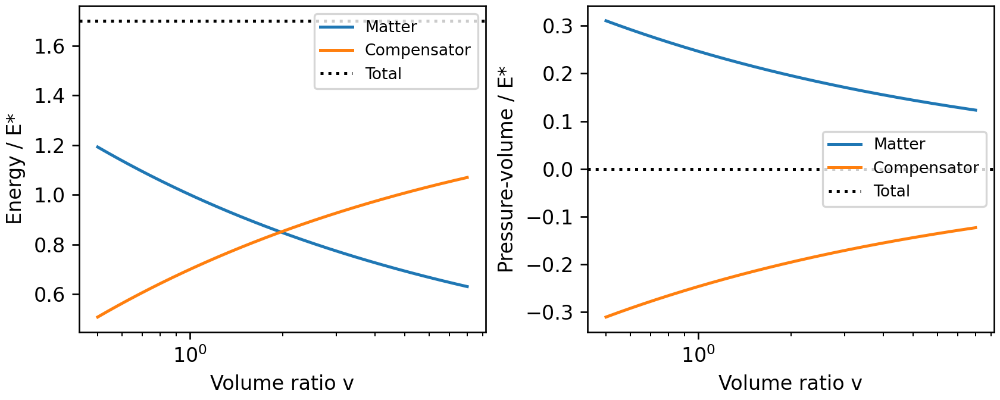 Energy / E*
1.6
1.4
1.2
1.0
0.8
0.6
10⁰
Volume ratio v
Matter
Compensator
Total
Pressure-volume / E*
0.3
0.2
0.1
0.0
−0.1
−0.2
−0.3
10⁰
Volume ratio v
Matter
Compensator
Total